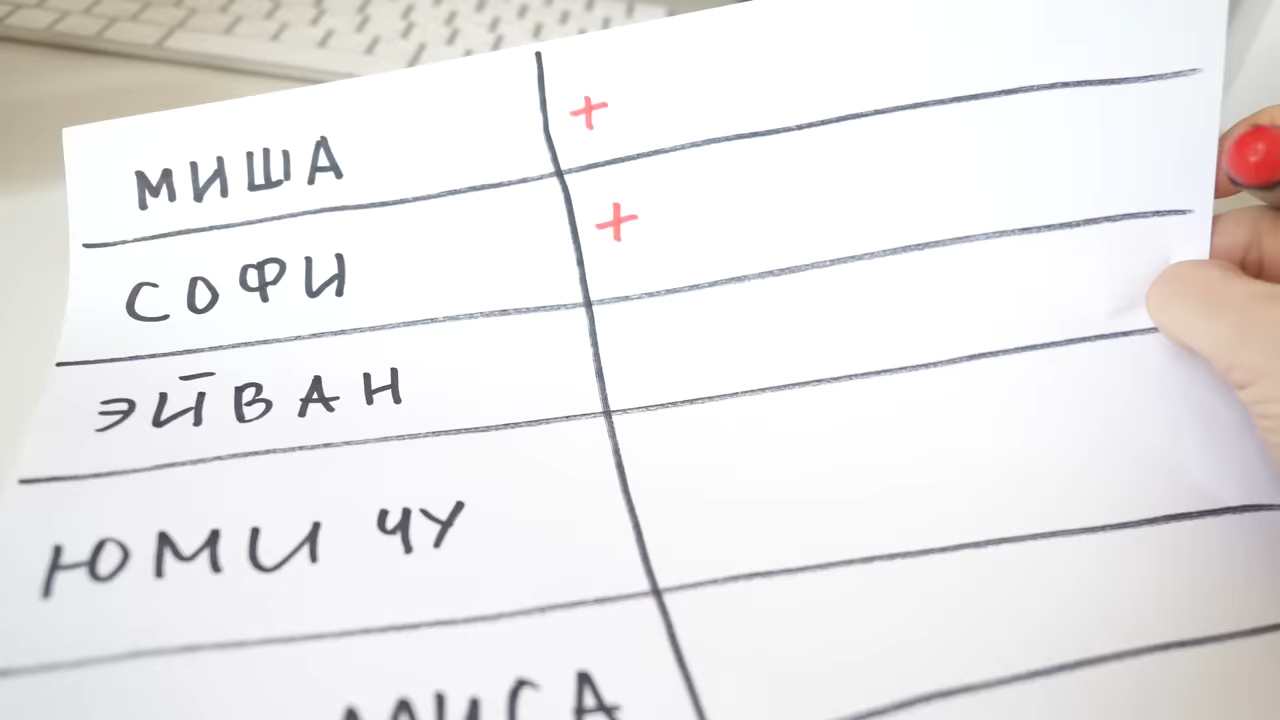 МИША +
СОФИ +
ЭЙВАН
ЮМИ ЧУ